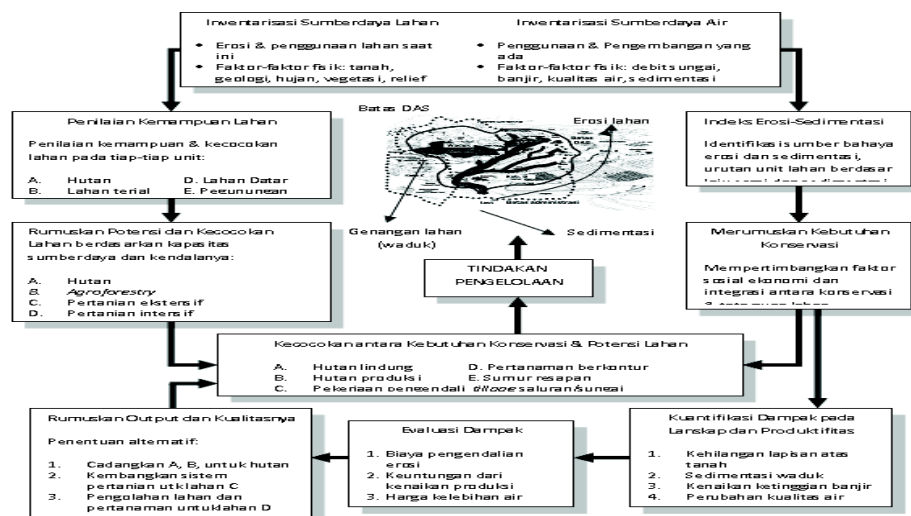 Inventarisasi Sumberdaya Lahan
• Erosi & penggunaan lahan saat
ini
• Faktor-faktor fisik: tanah,
geologi, hujan, vegetasi, relief
Inventarisasi Sumberdaya Air
• Penggunaan & Pengembangan yang
ada
• Faktor-faktor fisik: debit sungai,
banjir, kualitas air, sedimentasi
Penilaian Kemampuan Lahan
Penilaian kemampuan & kecocokan
lahan pada tiap-tiap unit:
A. Hutan D. Lahan Datar
B. Lahan terial E. Pegunungan
Batas DAS
Erosi lahan
Genangan lahan
(waduk)
Sedimentasi
Indeks Erosi-Sedimentasi
Identifikasi sumber bahaya
erosi dan sedimentasi,
urutan unit lahan berdasar
Rumuskan Potensi dan Kecocokan
Lahan berdasarkan kapasitas
sumberdaya dan kendalanya:
A. Hutan
B. Agroforestry
C. Pertanian ekstensif
D. Pertanian intensif
TINDAKAN
PENGELOLAAN
Merumuskan Kebutuhan
Konservasi
Mempertimbangkan faktor
sosial ekonomi dan
integrasi antara konservasi
Kecocokan antara Kebutuhan Konservasi & Potensi Lahan
A. Hutan lindung D. Pertanaman berkontur
B. Hutan produksi E. Sumur resapan
C. Pekerjaan pengendali saluran/sungai
Rumuskan Output dan Kualitasnya
Penentuan alternatif:
1. Cadangkan A, B, untuk hutan
2. Kembangkan sistem
pertanian utk lahan C
3. Pengolahan lahan dan
pertanaman untuk lahan D
Evaluasi Dampak
1. Biaya pengendalian
erosi
2. Keuntungan dari
kenaikan produksi
3. Harga kelebihan air
Kuantifikasi Dampak pada
Lanskap dan Produktifitas
1. Kehilangan lapisan atas
tanah
2. Sedimentasi waduk
3. Kenaikan ketinggian banjir
4. Perubahan kualitas air